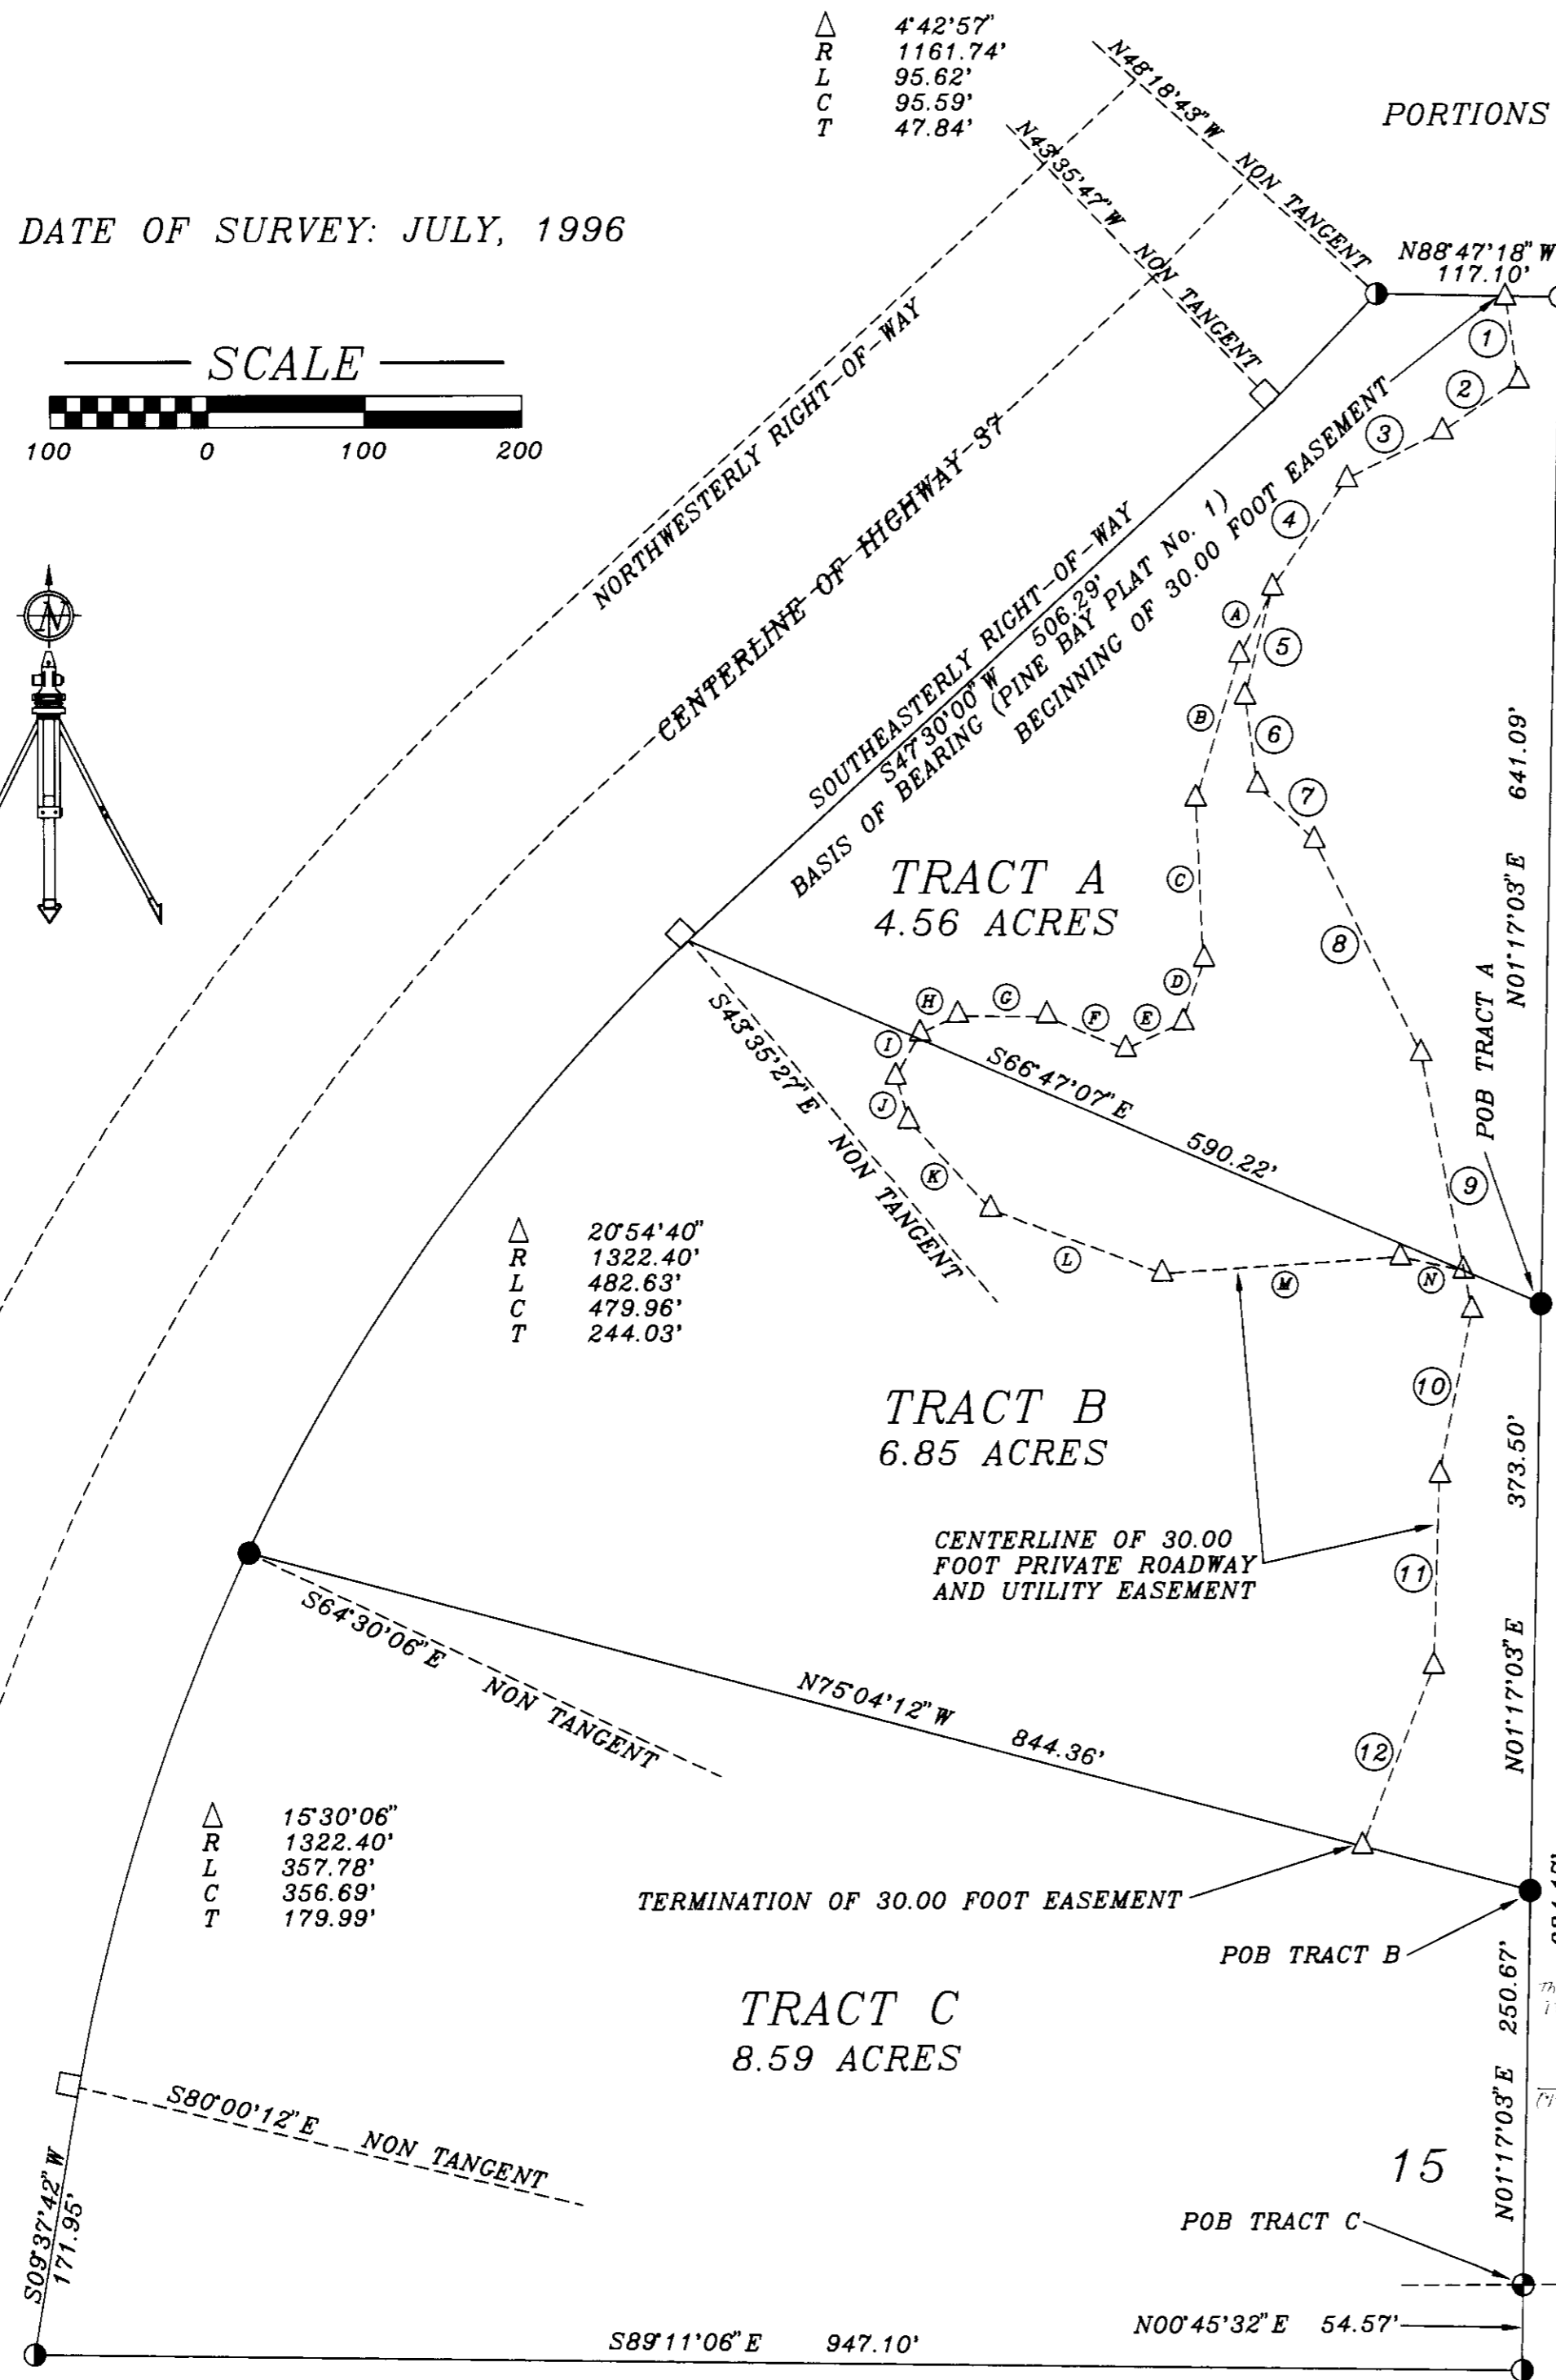 Δ 4°42'57"
R 1161.74'
L 95.62'
C 95.59'
T 47.84'
N48°18'43"W NON TANGENT
N43°35'47"W NON TANGENT
PORTIONS
DATE OF SURVEY: JULY, 1996
N88°47'18"W
117.10'
SCALE
100 0 100 200
N
NORTHWESTERLY RIGHT-OF-WAY
CENTERLINE OF HIGHWAY 37
SOUTHEASTERLY RIGHT-OF-WAY
S47°30'00"W 506.29'
BASIS OF BEARING (PINE BAY PLAT No. 1)
BEGINNING OF 30.00 FOOT EASEMENT
1
2
3
4
A
5
B
6
7
C
8
D
E
F
G
H
I
J
K
L
M
N
9
641.09'
N01°17'03"E
POB TRACT A
TRACT A
4.56 ACRES
S43°35'27"E NON TANGENT
S66°47'07"E 590.22'
Δ 20°54'40"
R 1322.40'
L 482.63'
C 479.96'
T 244.03'
TRACT B
6.85 ACRES
10
11
12
373.50'
N01°17'03"E
CENTERLINE OF 30.00
FOOT PRIVATE ROADWAY
AND UTILITY EASEMENT
S64°30'06"E NON TANGENT
N75°04'12"W 844.36'
Δ 15°30'06"
R 1322.40'
L 357.78'
C 356.69'
T 179.99'
TERMINATION OF 30.00 FOOT EASEMENT
POB TRACT B
TRACT C
8.59 ACRES
N01°17'03"E 250.67'
S80°00'12"E NON TANGENT
S09°37'42"W
171.95'
15
POB TRACT C
N00°45'32"E 54.57'
S89°11'06"E 947.10'